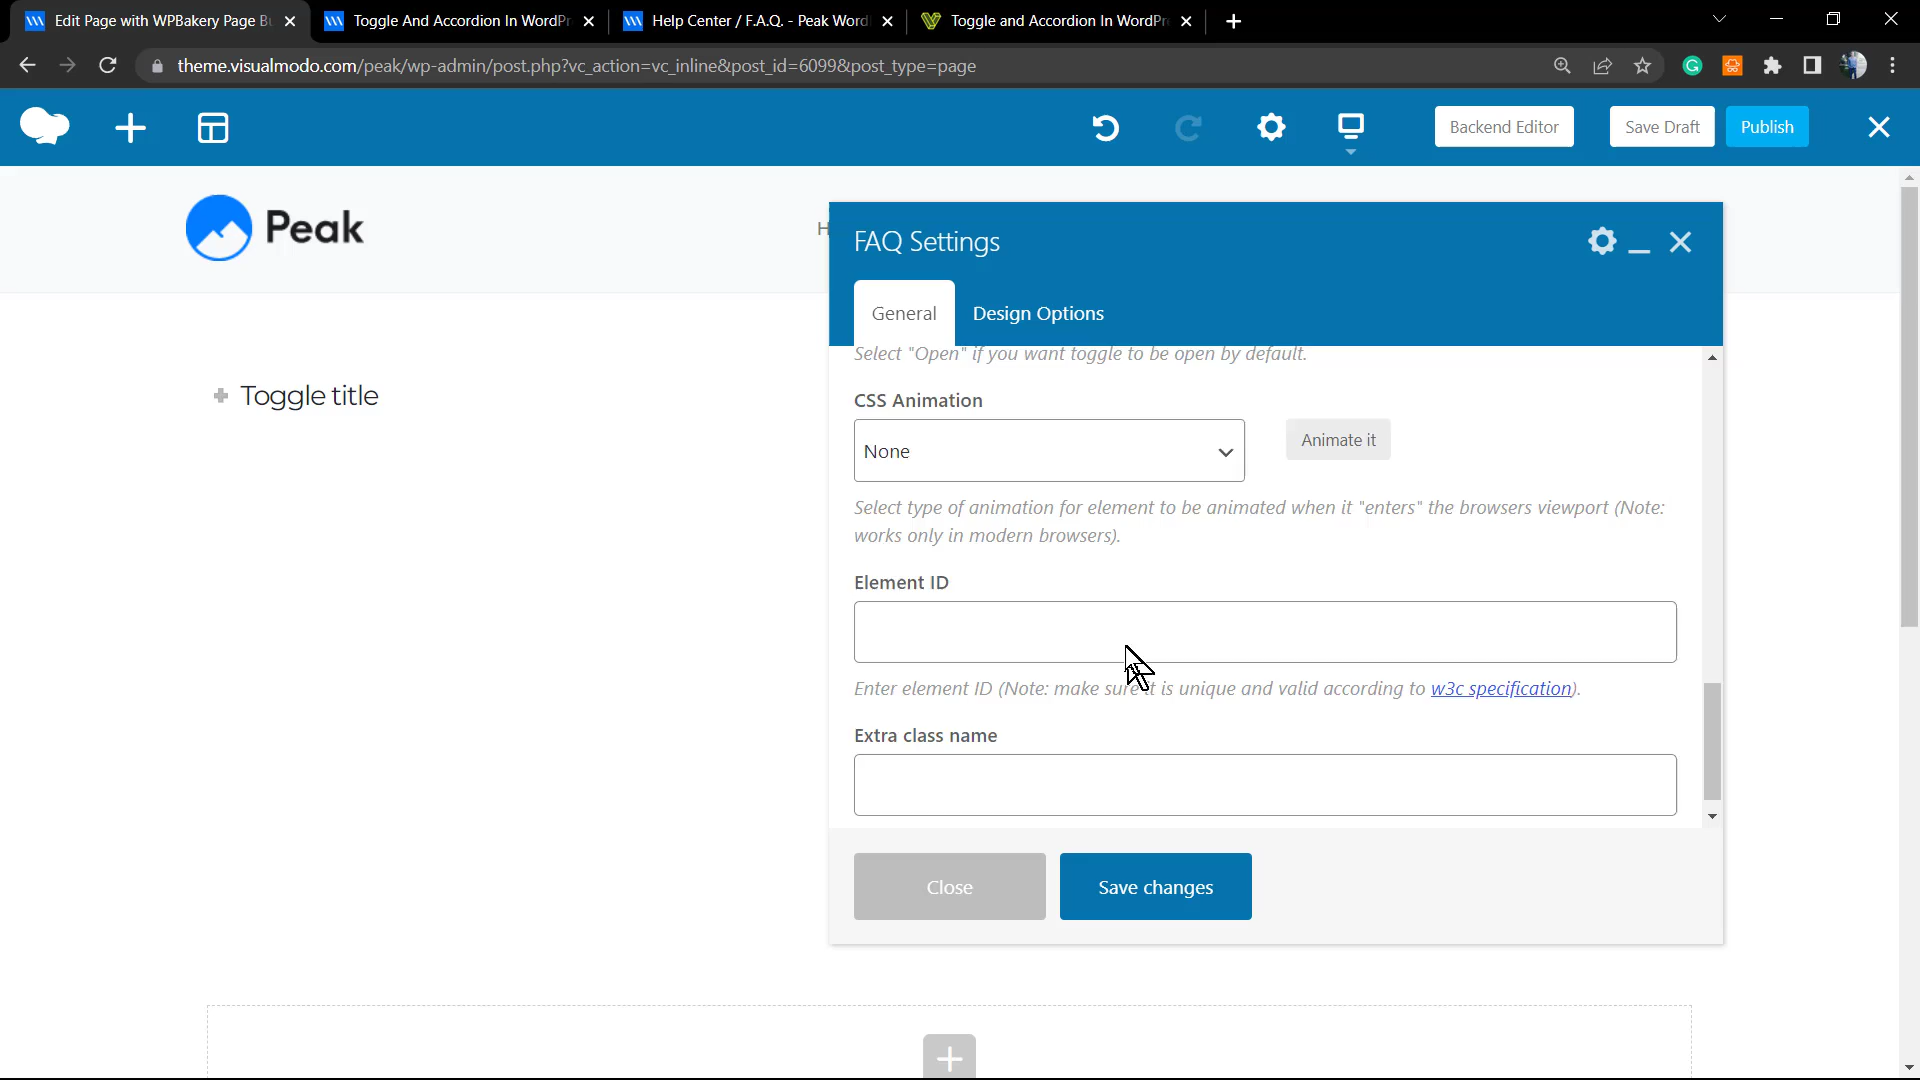 Edit Page with WPBakery Page Bu
Toggle And Accordion In WordPr
Help Center / F.A.Q. - Peak Word
Toggle and Accordion In WordPr
theme.visualmodo.com/peak/wp-admin/post.php?vc_action=vc_inline&post_id=6099&post_type=page
Backend Editor
Save Draft
Publish
Peak
H
FAQ Settings
General
Design Options
Select "Open" if you want toggle to be open by default.
Toggle title
CSS Animation
None
Animate it
Select type of animation for element to be animated when it "enters" the browsers viewport (Note:
works only in modern browsers).
Element ID
Enter element ID (Note: make sure it is unique and valid according to w3c specification).
Extra class name
Close
Save changes